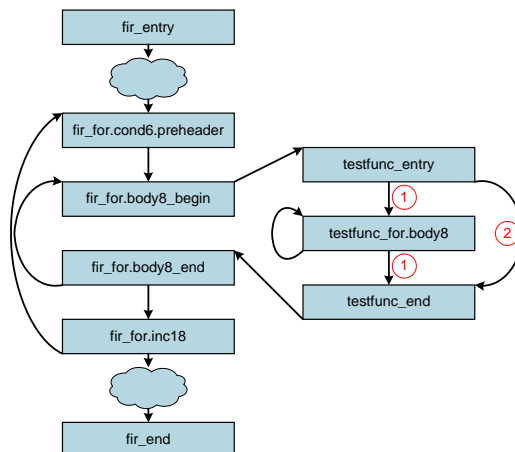 fir_entry
fir_for.cond6.preheader
fir_for.body8_begin
fir_for.body8_end
fir_for.inc18
fir_end
testfunc_entry
1
testfunc_for.body8
2
1
testfunc_end